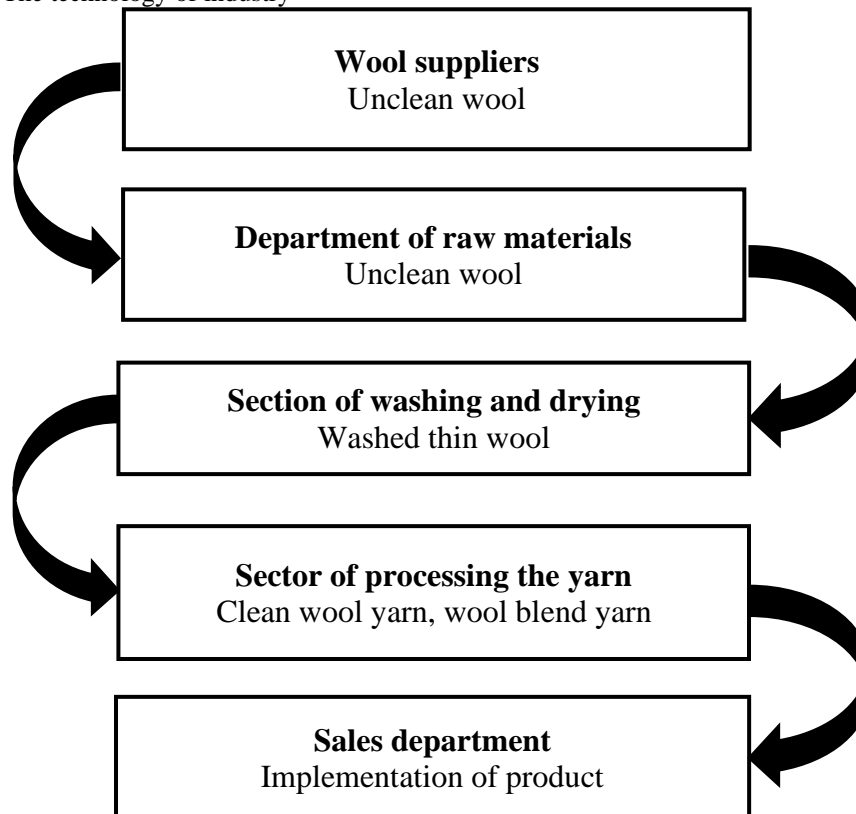 The technology of industry
Wool suppliers
Unclean wool
Department of raw materials
Unclean wool
Section of washing and drying
Washed thin wool
Sector of processing the yarn
Clean wool yarn, wool blend yarn
Sales department
Implementation of product